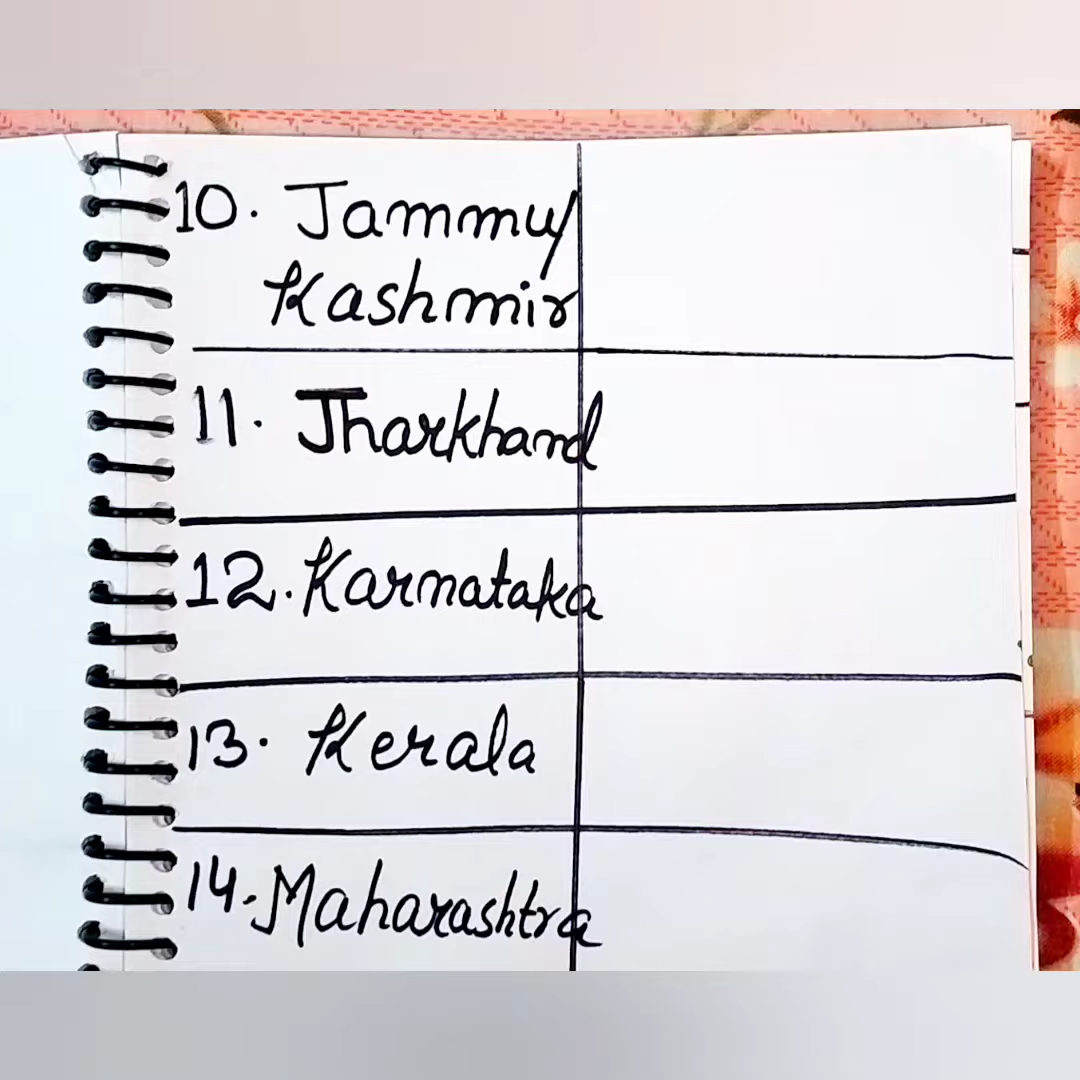 10. Jammu/
Kashmir
11. Jharkhand
12. Karnataka
13. Kerala
14. Maharashtra